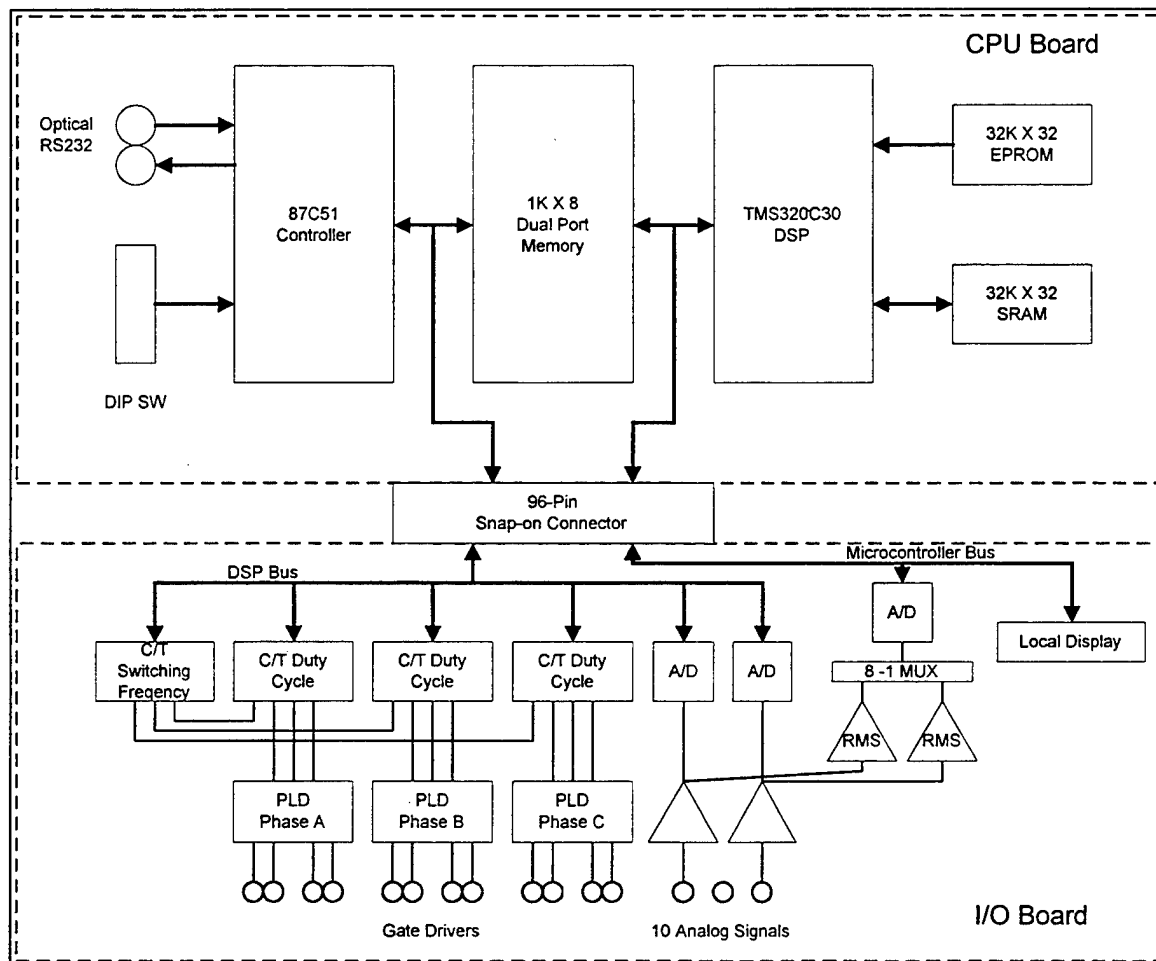 CPU Board
Optical
RS232
87C51
Controller
1K X 8
Dual Port
Memory
TMS320C30
DSP
32K X 32
EPROM
32K X 32
SRAM
DIP SW
96-Pin
Snap-on Connector
DSP Bus
Microcontroller Bus
C/T
Switching
Freqency
C/T Duty
Cycle
C/T Duty
Cycle
C/T Duty
Cycle
A/D
A/D
A/D
Local Display
8 -1 MUX
RMS
RMS
PLD
Phase A
PLD
Phase B
PLD
Phase C
Gate Drivers
10 Analog Signals
I/O Board